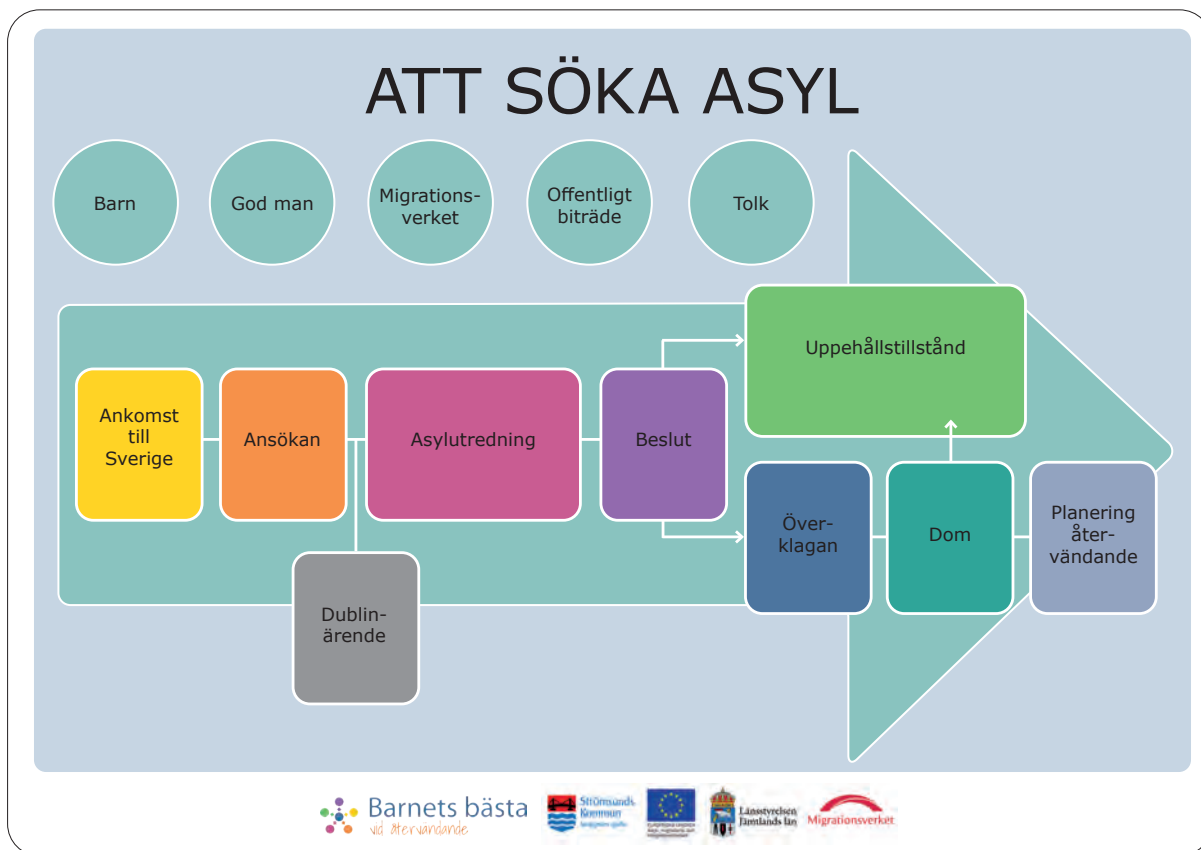 ATT SÖKA ASYL
Barn
God man
Migrations-
verket
Offentligt
biträde
Tolk
Uppehållstillstånd
Ankomst
till
Sverige
Ansökan
Asylutredning
Beslut
Över-
klagan
Dom
Planering
åter-
vändande
Dublin-
ärende
Barnets bästa
vid återvändande
Strömsunds
Kommun
Länsstyrelsen
Jämtlands län
Migrationsverket